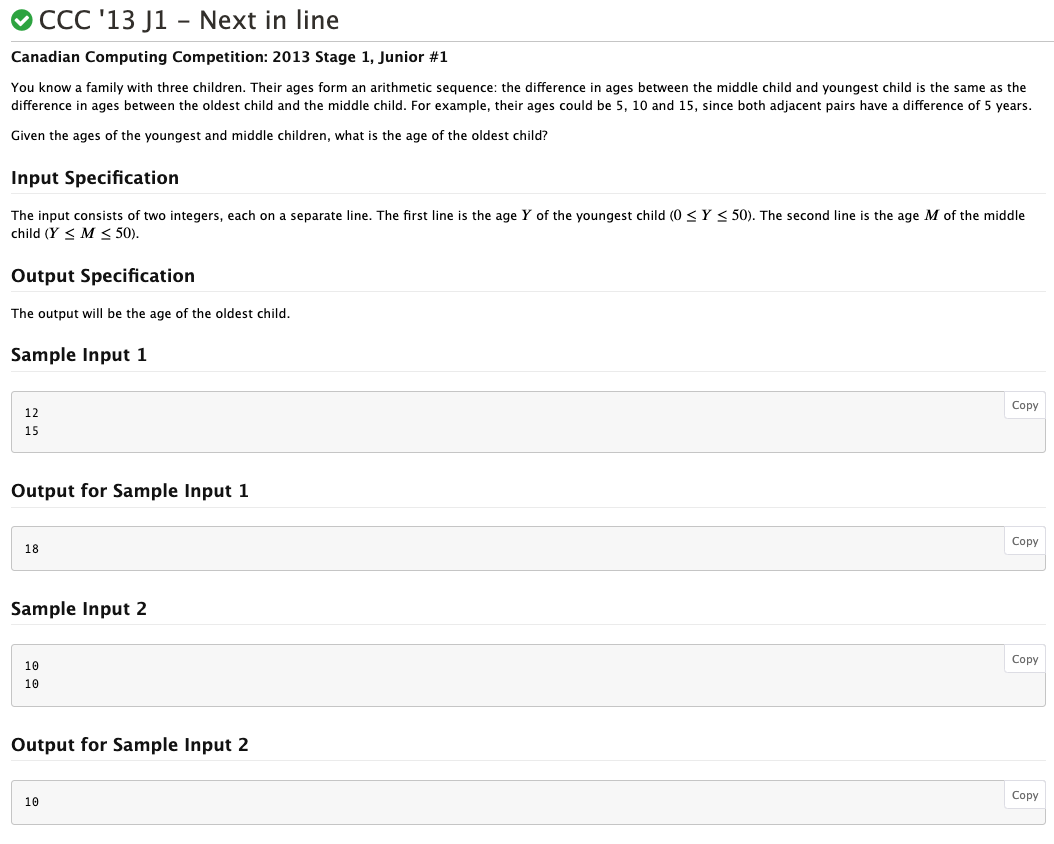 CCC '13 J1 - Next in line
Canadian Computing Competition: 2013 Stage 1, Junior #1
You know a family with three children. Their ages form an arithmetic sequence: the difference in ages between the middle child and youngest child is the same as the
difference in ages between the oldest child and the middle child. For example, their ages could be 5, 10 and 15, since both adjacent pairs have a difference of 5 years.
Given the ages of the youngest and middle children, what is the age of the oldest child?
Input Specification
The input consists of two integers, each on a separate line. The first line is the age Y of the youngest child (0 ≤ Y ≤ 50). The second line is the age M of the middle
child (Y ≤ M ≤ 50).
Output Specification
The output will be the age of the oldest child.
Sample Input 1
Copy
12
15
Output for Sample Input 1
Copy
18
Sample Input 2
Copy
10
10
Output for Sample Input 2
Copy
10